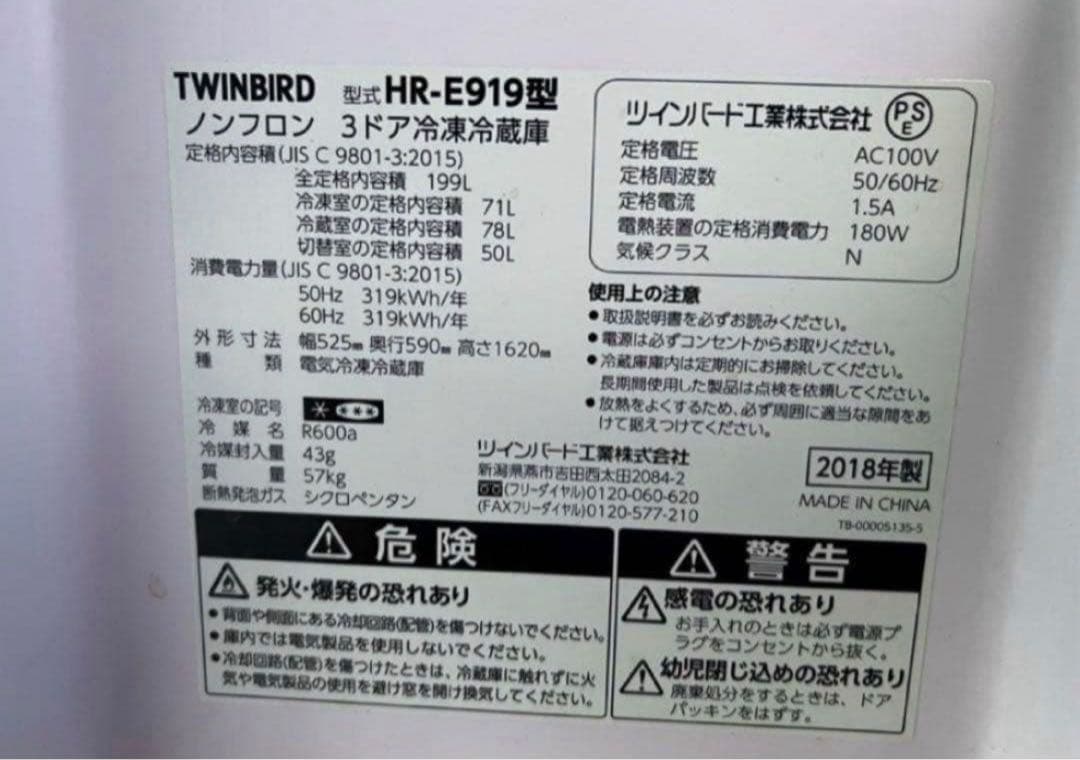 TWINBIRD 型式 HR-E919型
ノンフロン 3ドア冷凍冷蔵庫
定格内容積(JIS C 9801-3:2015)
全定格内容積 199L
冷凍室の定格内容積 71L
冷蔵室の定格内容積 78L
切替室の定格内容積 50L
消費電力量(JIS C 9801-3:2015)
50Hz 319kWh/年
60Hz 319kWh/年
外形寸法 幅525mm 奥行590mm 高さ1620mm
種類 電気冷凍冷蔵庫
冷凍室の記号
冷媒名 R600a
冷媒封入量 43g
質量 57kg
断熱発泡ガス シクロペンタン
ツインバード工業株式会社 PSE
定格電圧 AC100V
定格周波数 50/60Hz
定格電流 1.5A
電熱装置の定格消費電力 180W
気候クラス N
使用上の注意
●取扱説明書を必ずお読みください。
●電源は必ずコンセントからお取りください。
●冷蔵庫庫内は定期的にお掃除してください。
長期間使用した製品は点検を依頼してください。
●放熱をよくするため、必ず周囲に適当な隙間をあ
けて据えつけてください。
ツインバード工業株式会社
新潟県燕市吉田西太田2084-2
(フリーダイヤル)0120-060-620
(FAXフリーダイヤル)0120-577-210
2018年製
MADE IN CHINA
TB-00005135-5
危険
発火・爆発の恐れあり
●背面や側面にある冷却回路(配管)を傷つけないでください。
●庫内では電気製品を使用しないでください。
●冷却回路(配管)を傷つけたときは、冷蔵庫に触れずに火
気や電気製品の使用を避け窓を開け換気してください。
警告
感電の恐れあり
お手入れのときは必ず電源プ
ラグをコンセントから抜く。
幼児閉じ込めの恐れあり
廃棄処分をするときは、ドア
パッキンをはずす。